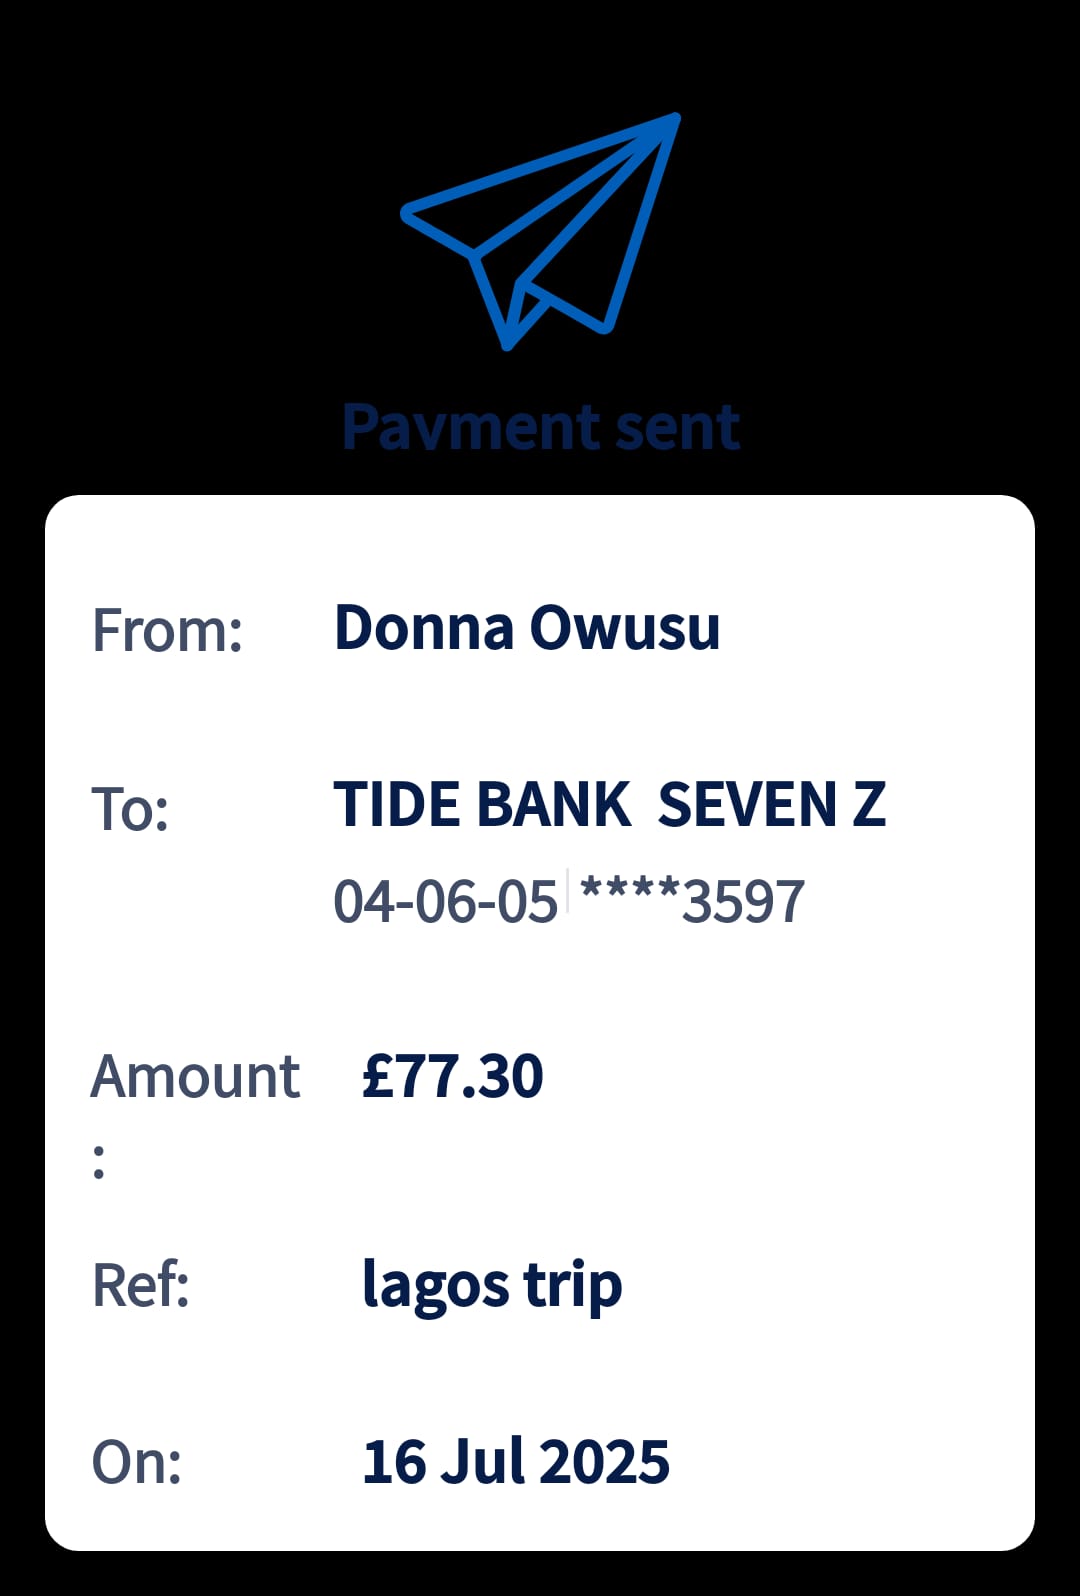 Payment sent
From: Donna Owusu
To: TIDE BANK  SEVEN Z
04-06-05 ****3597
Amount: £77.30
Ref: lagos trip
On: 16 Jul 2025